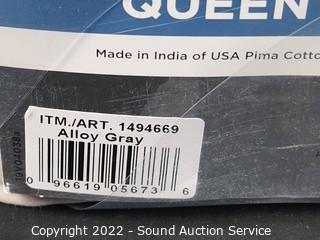 QUEEN
Made in India of USA Pima Cotto
ITM./ART. 1494669
Alloy Gray
19V04038a
0 96619 05673 6
Copyright 2022 - Sound Auction Service